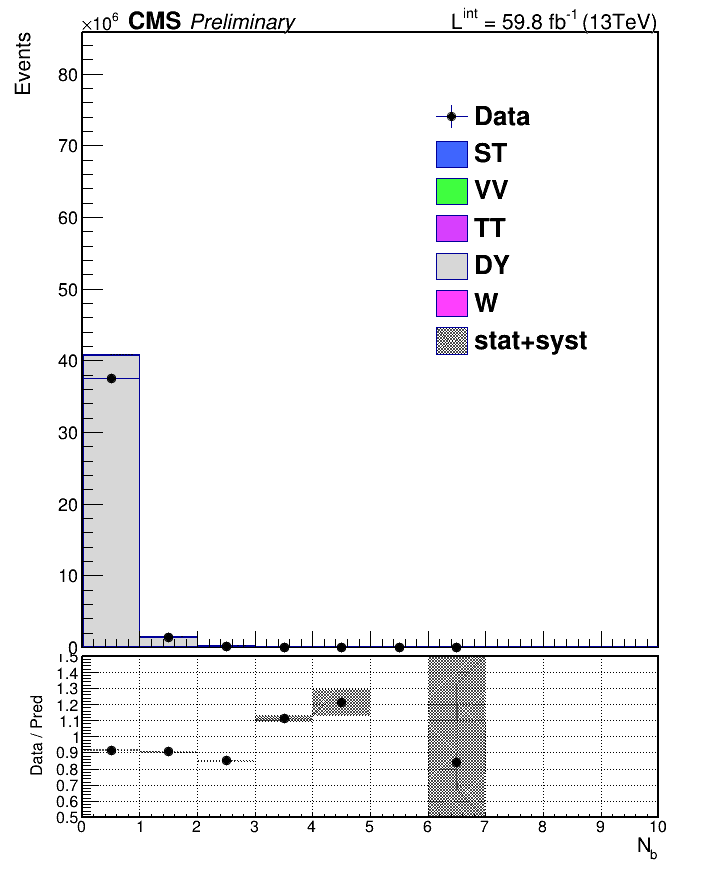 ×10⁶ CMS Preliminary L^int = 59.8 fb⁻¹ (13TeV)
Events
80
70
60
50
40
30
20
10
0
Data
ST
VV
TT
DY
W
stat+syst
Data / Pred
1.5
1.4
1.3
1.2
1.1
1
0.9
0.8
0.7
0.6
0.5
0 1 2 3 4 5 6 7 8 9 10
N_b